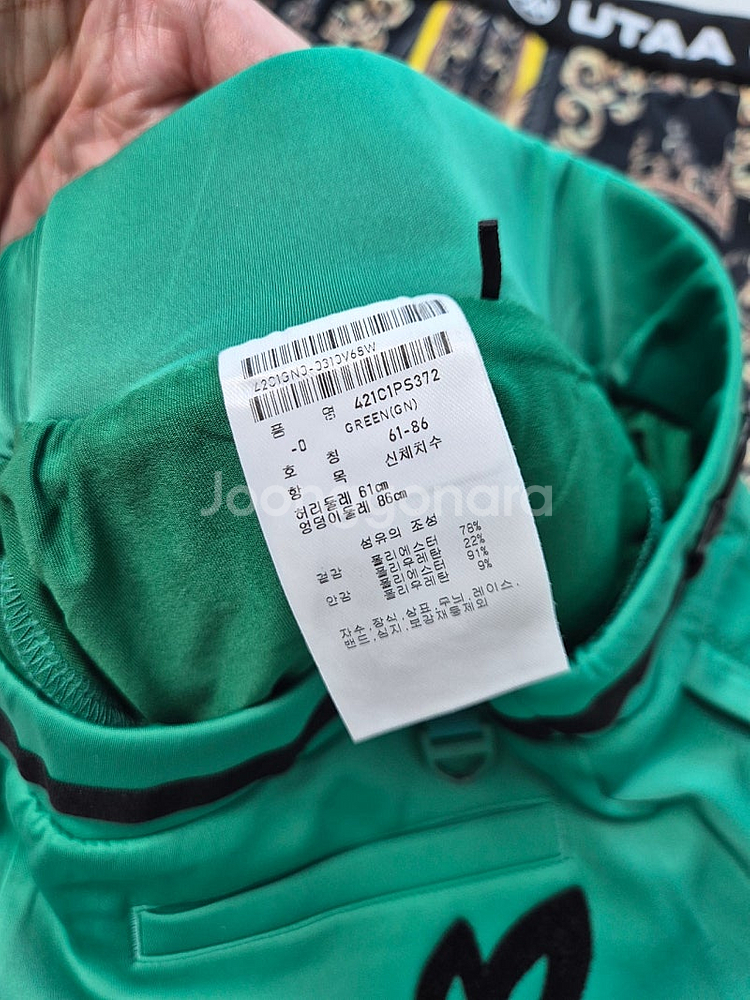 UTAA
42C1GN0-0310V65W
품 명 421C1PS372
-0 GREEN(GN)
호 칭 61-86
항 목 신체치수
허리둘레 61cm
엉덩이둘레 86cm
Joonggonara
섬유의 조성
겉감 폴리에스터 78%
폴리우레탄 22%
안감 폴리에스터 91%
폴리우레탄 9%
자수.장식.상표.무늬.레이스.
밴드.심지.보강재등제외